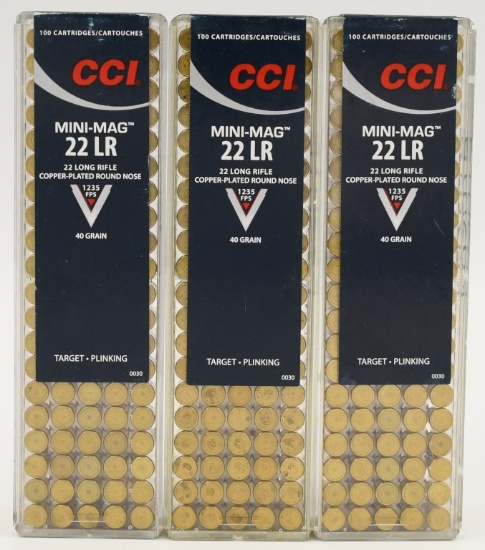 100 CARTRIDGES/CARTOUCHES
CCI
MINI-MAG™
22 LR
22 LONG RIFLE
COPPER-PLATED ROUND NOSE
1235
FPS
40 GRAIN
TARGET • PLINKING
0030
100 CARTRIDGES/CARTOUCHES
CCI
MINI-MAG™
22 LR
22 LONG RIFLE
COPPER-PLATED ROUND NOSE
1235
FPS
40 GRAIN
TARGET • PLINKING
0030
100 CARTRIDGES/CARTOUCHES
CCI
MINI-MAG™
22 LR
22 LONG RIFLE
COPPER-PLATED ROUND NOSE
1235
FPS
40 GRAIN
TARGET • PLINKING
0030